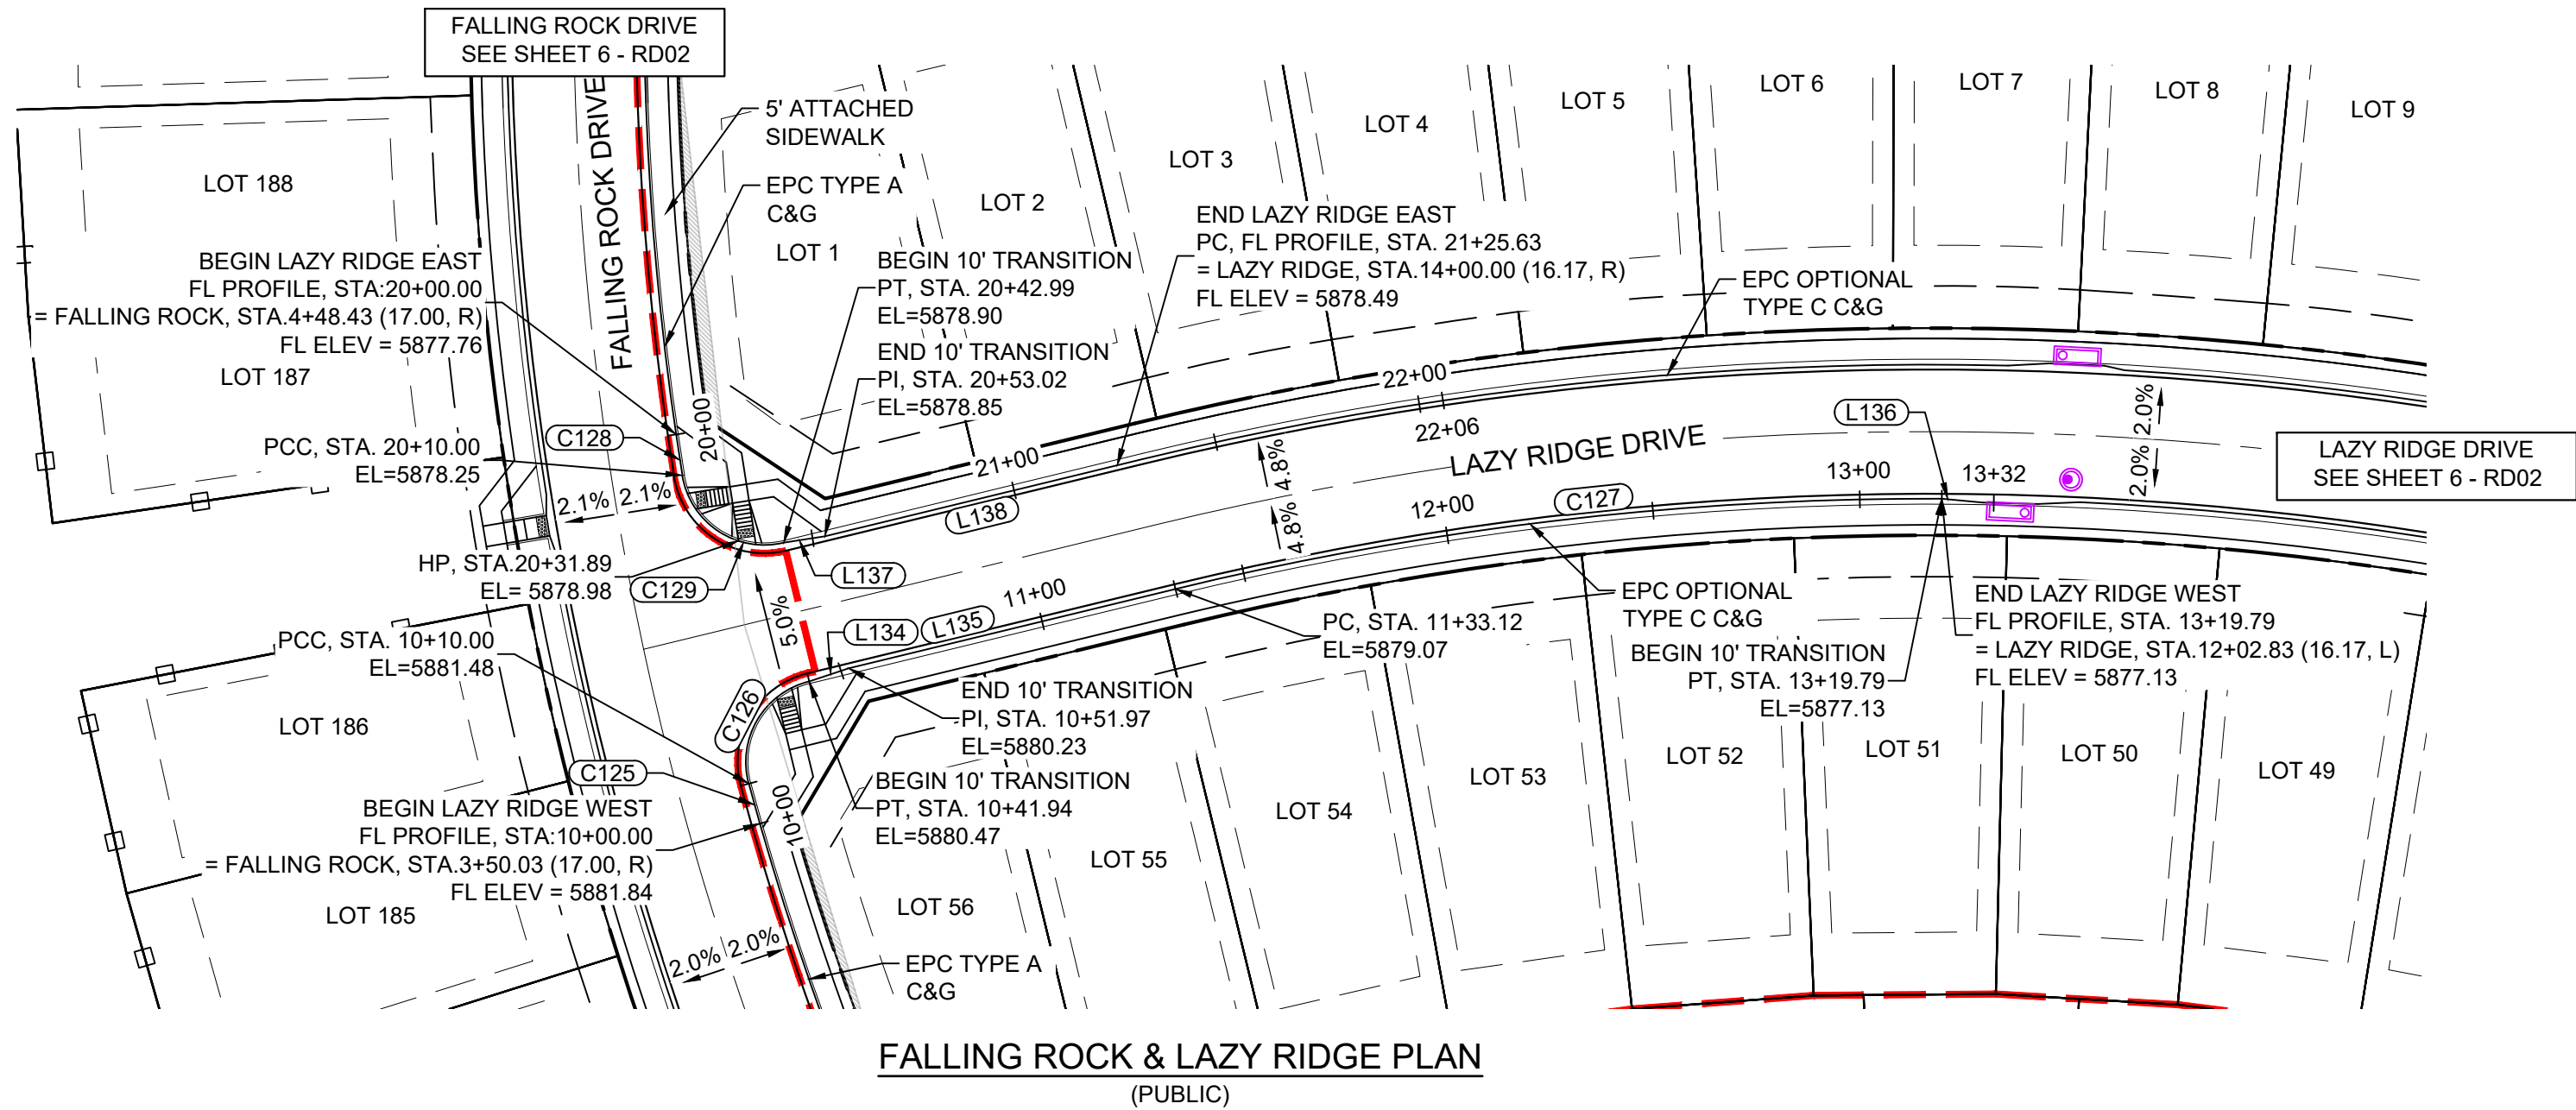 FALLING ROCK DRIVE
SEE SHEET 6 - RD02
FALLING ROCK DRIVE
5' ATTACHED
SIDEWALK
EPC TYPE A
C&G
LOT 188
LOT 187
LOT 186
LOT 185
LOT 1
LOT 2
LOT 3
LOT 4
LOT 5
LOT 6
LOT 7
LOT 8
LOT 9
BEGIN LAZY RIDGE EAST
FL PROFILE, STA:20+00.00
= FALLING ROCK, STA.4+48.43 (17.00, R)
FL ELEV = 5877.76
BEGIN 10' TRANSITION
PT, STA. 20+42.99
EL=5878.90
END 10' TRANSITION
PI, STA. 20+53.02
EL=5878.85
END LAZY RIDGE EAST
PC, FL PROFILE, STA. 21+25.63
= LAZY RIDGE, STA.14+00.00 (16.17, R)
FL ELEV = 5878.49
EPC OPTIONAL
TYPE C C&G
PCC, STA. 20+10.00
EL=5878.25
C128
20+00
2.1%
2.1%
21+00
22+00
22+06
L138
4.8%
4.8%
LAZY RIDGE DRIVE
12+00
C127
L136
13+00
13+32
2.0%
2.0%
LAZY RIDGE DRIVE
SEE SHEET 6 - RD02
HP, STA.20+31.89
EL= 5878.98
C129
L137
5.0%
L134
L135
11+00
PC, STA. 11+33.12
EL=5879.07
EPC OPTIONAL
TYPE C C&G
END LAZY RIDGE WEST
FL PROFILE, STA. 13+19.79
= LAZY RIDGE, STA.12+02.83 (16.17, L)
FL ELEV = 5877.13
BEGIN 10' TRANSITION
PT, STA. 13+19.79
EL=5877.13
PCC, STA. 10+10.00
EL=5881.48
C126
C125
END 10' TRANSITION
PI, STA. 10+51.97
EL=5880.23
BEGIN 10' TRANSITION
PT, STA. 10+41.94
EL=5880.47
BEGIN LAZY RIDGE WEST
FL PROFILE, STA:10+00.00
= FALLING ROCK, STA.3+50.03 (17.00, R)
FL ELEV = 5881.84
10+00
2.0%
2.0%
EPC TYPE A
C&G
LOT 56
LOT 55
LOT 54
LOT 53
LOT 52
LOT 51
LOT 50
LOT 49
FALLING ROCK & LAZY RIDGE PLAN
(PUBLIC)